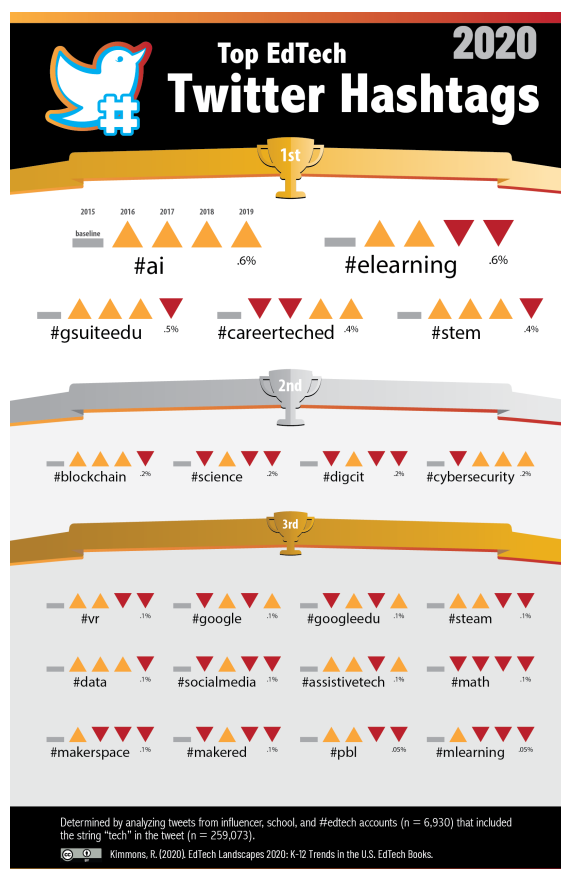 2020
Top EdTech
Twitter Hashtags
#
1st
2015 2016 2017 2018 2019
baseline
#ai .6%
#elearning .6%
#gsuiteedu .5%
#careerteched .4%
#stem .4%
2nd
#blockchain .2%
#science .2%
#digcit .2%
#cybersecurity .2%
3rd
#vr .1%
#google .1%
#googleedu .1%
#steam .1%
#data .1%
#socialmedia .1%
#assistivetech .1%
#math .1%
#makerspace .1%
#makered .1%
#pbl .05%
#mlearning .05%
Determined by analyzing tweets from influencer, school, and #edtech accounts (n = 6,930) that included
the string “tech” in the tweet (n = 259,073).
cc BY Kimmons, R. (2020). EdTech Landscapes 2020: K-12 Trends in the U.S. EdTech Books.